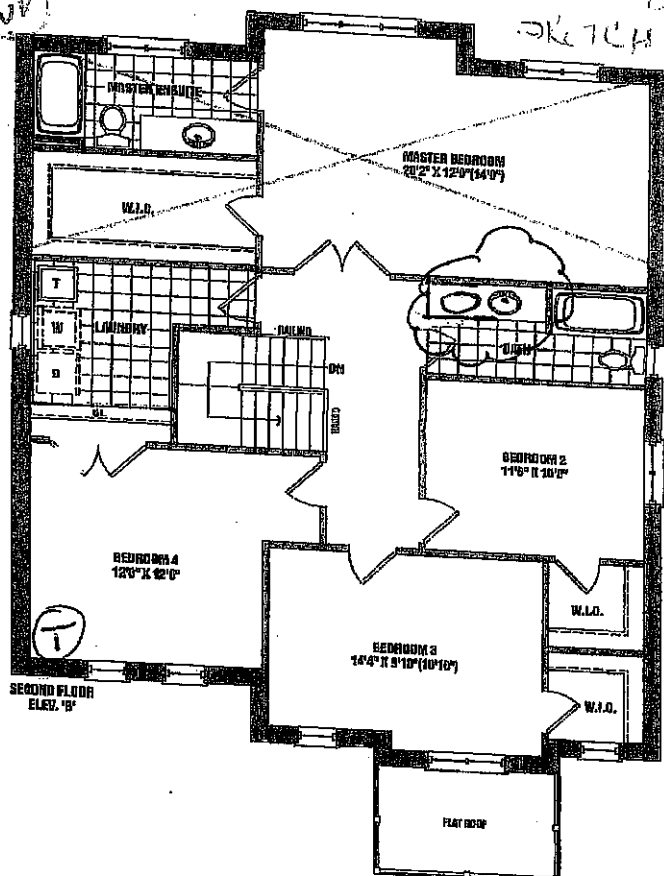 SKETCH
MASTER ENSUITE
MASTER BEDROOM
20'2" X 12'0"(14'0")
W.I.C.
T
W
LAUNDRY
D
RAILING
DN
BATH
BEDROOM 2
11'6" X 10'0"
BEDROOM 4
12'0" X 12'0"
W.I.C.
T
BEDROOM 3
14'4" X 9'10"(10'10")
W.I.C.
SECOND FLOOR
ELEV. 'B'
FLAT ROOF